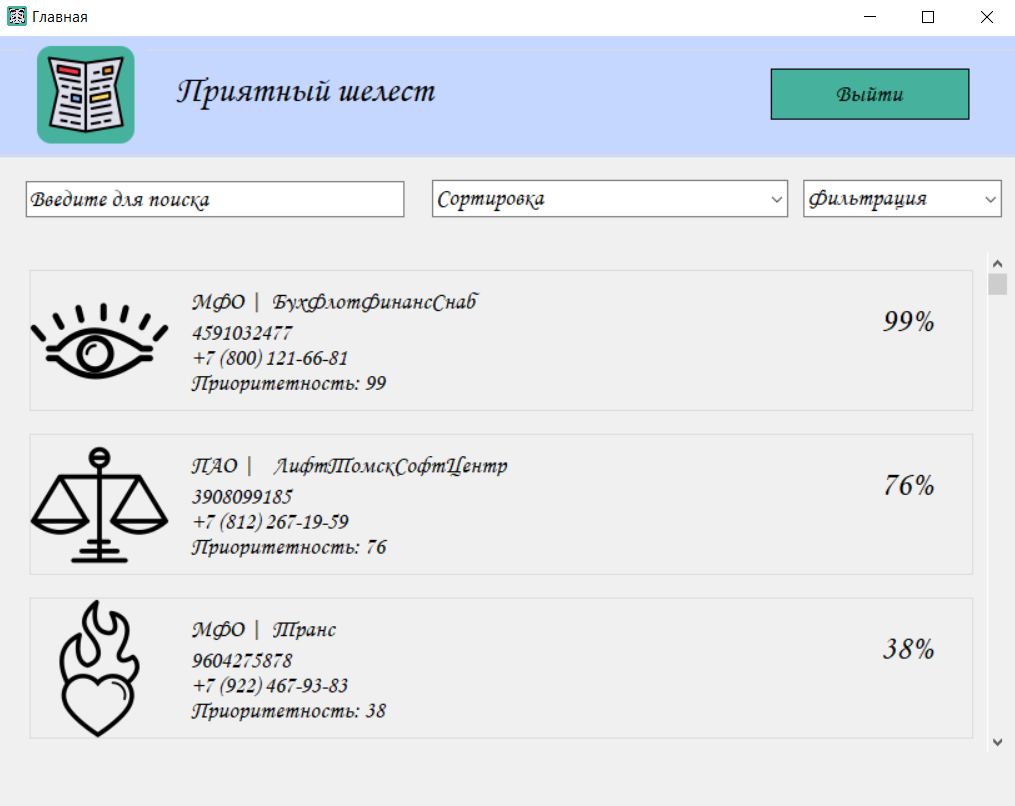 Главная
Приятный шелест
Выйти
Введите для поиска
Сортировка
Фильтрация
МФО | БухФлотФинансСнаб
4591032477
+7 (800) 121-66-81
Приоритетность: 99
99%
ПАО | ЛифтТомскСофтЦентр
3908099185
+7 (812) 267-19-59
Приоритетность: 76
76%
МФО | Транс
9604275878
+7 (922) 467-93-83
Приоритетность: 38
38%